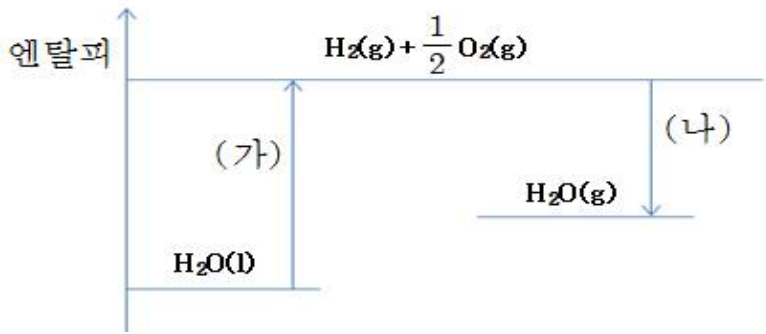 엔탈피
H₂(g) + 1/2 O₂(g)
(가)
(나)
H₂O(g)
H₂O(l)